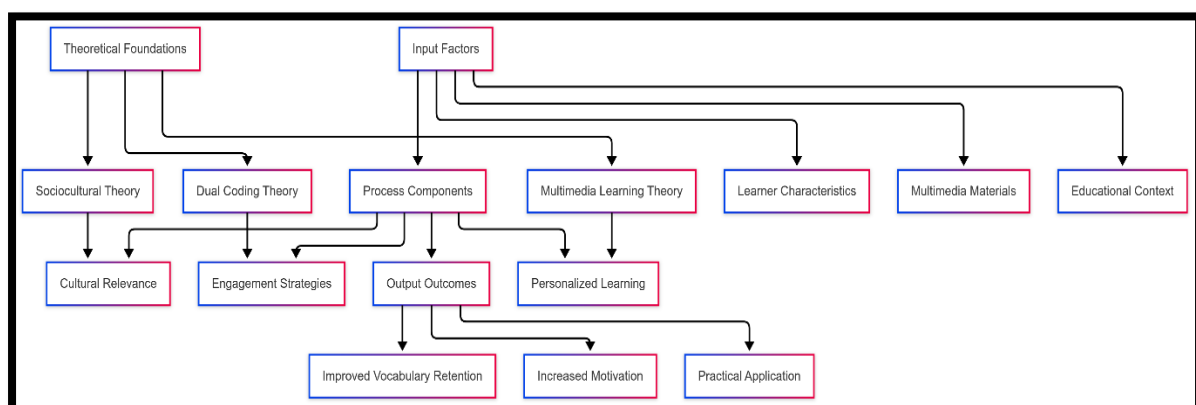 Theoretical Foundations
Input Factors
Sociocultural Theory
Dual Coding Theory
Process Components
Multimedia Learning Theory
Learner Characteristics
Multimedia Materials
Educational Context
Cultural Relevance
Engagement Strategies
Output Outcomes
Personalized Learning
Improved Vocabulary Retention
Increased Motivation
Practical Application